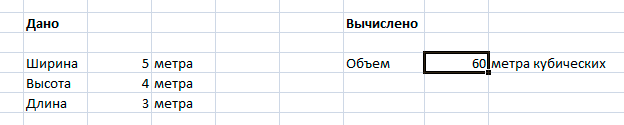 Дано Вычислено
Ширина 5 метра Объем 60 метра кубических
Высота 4 метра
Длина 3 метра